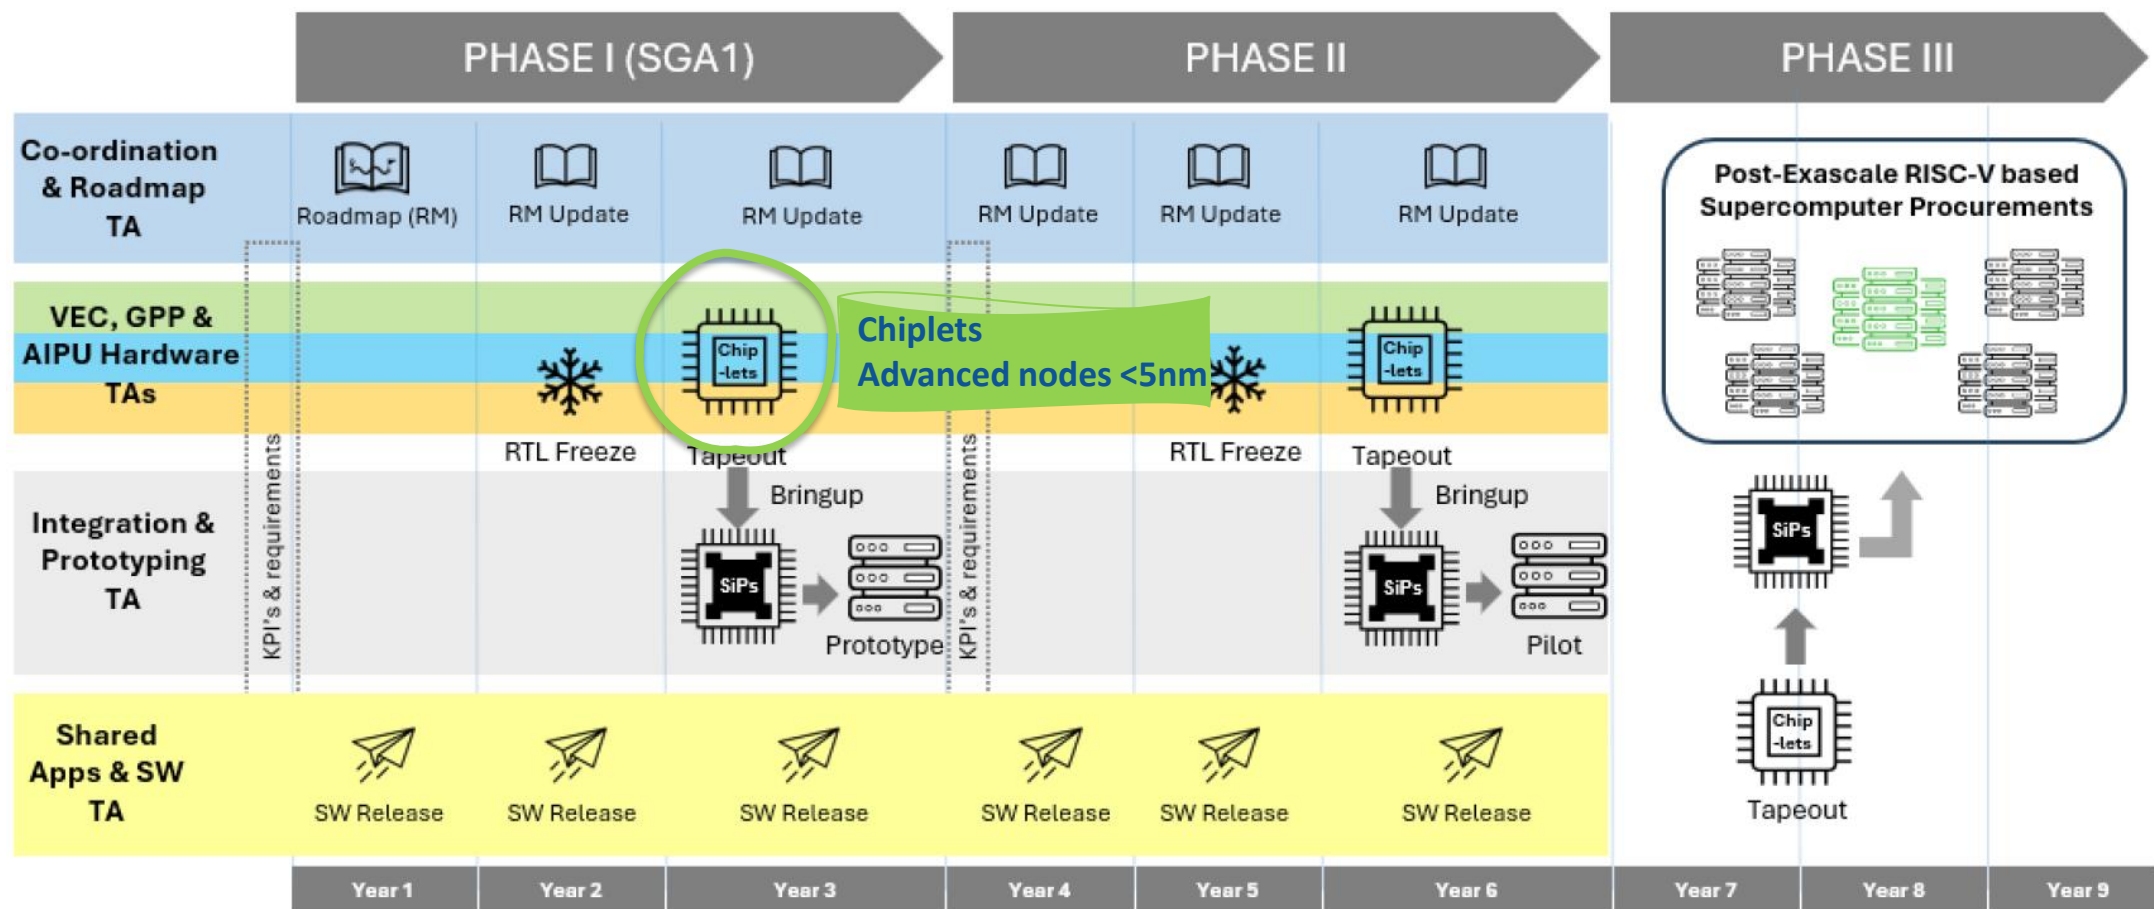 PHASE I (SGA1)
PHASE II
PHASE III
Co-ordination
& Roadmap
TA
Roadmap (RM)
RM Update
RM Update
RM Update
RM Update
RM Update
Post-Exascale RISC-V based
Supercomputer Procurements
VEC, GPP &
AIPU Hardware
TAs
RTL Freeze
Chip
-lets
Tapeout
Chiplets
Advanced nodes <5nm
RTL Freeze
Chip
-lets
Tapeout
KPI's & requirements
KPI's & requirements
Integration &
Prototyping
TA
Bringup
SiPs
Prototype
Bringup
SiPs
Pilot
SiPs
Chip
-lets
Tapeout
Shared
Apps & SW
TA
SW Release
SW Release
SW Release
SW Release
SW Release
SW Release
Year 1
Year 2
Year 3
Year 4
Year 5
Year 6
Year 7
Year 8
Year 9